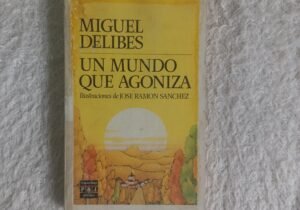 MIGUEL
DELIBES
UN MUNDO
QUE AGONIZA
Ilustraciones de JOSE RAMON SANCHEZ